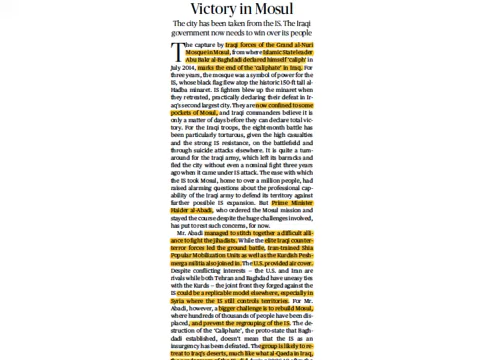 Victory in Mosul
The city has been taken from the IS. The Iraqi
government now needs to win over its people
The capture by Iraqi forces of the Grand al-Nuri
Mosque in Mosul, from where Islamic State leader
Abu Bakr al-Baghdadi declared himself 'caliph' in
July 2014, marks the end of the 'caliphate' in Iraq. For
three years, the mosque was a symbol of power for the
IS, whose black flag flew atop the historic 150-ft tall al-
Hadba minaret. IS fighters blew up the minaret when
they retreated, practically declaring their defeat in Ir-
aq's second largest city. They are now confined to some
pockets of Mosul, and Iraqi commanders believe it is
only a matter of days before they can declare total vic-
tory. For the Iraqi troops, the eight-month battle has
been particularly torturous, given the high casualties
and the strong IS resistance, on the battlefield and
through suicide attacks elsewhere. It is quite a turn-
around for the Iraqi army, which left its barracks and
fled the city without even a nominal fight three years
ago when it came under IS attack. The ease with which
the IS took Mosul, home to over a million people, had
raised alarming questions about the professional cap-
ability of the Iraqi army to defend its territory against
further possible IS expansion. But Prime Minister
Haider al-Abadi, who ordered the Mosul mission and
stayed the course despite the huge challenges involved,
has put to rest such concerns, for now.
Mr. Abadi managed to stitch together a difficult alli-
ance to fight the jihadists. While the elite Iraqi counter-
terror forces led the ground battle, Iran-trained Shia
Popular Mobilization Units as well as the Kurdish Pesh-
merga militia also joined in. The U.S. provided air cover.
Despite conflicting interests – the U.S. and Iran are
rivals while both Tehran and Baghdad have uneasy ties
with the Kurds – the joint front they forged against the
IS could be a replicable model elsewhere, especially in
Syria where the IS still controls territories. For Mr.
Abadi, however, a bigger challenge is to rebuild Mosul,
where hundreds of thousands of people have been dis-
placed, and prevent the regrouping of the IS. The de-
struction of the 'Caliphate', the proto-state that Bagh-
dadi established, doesn't mean that the IS as an
insurgency has been defeated. The group is likely to re-
treat to Iraq's deserts, much like what al-Qaeda in Iraq,